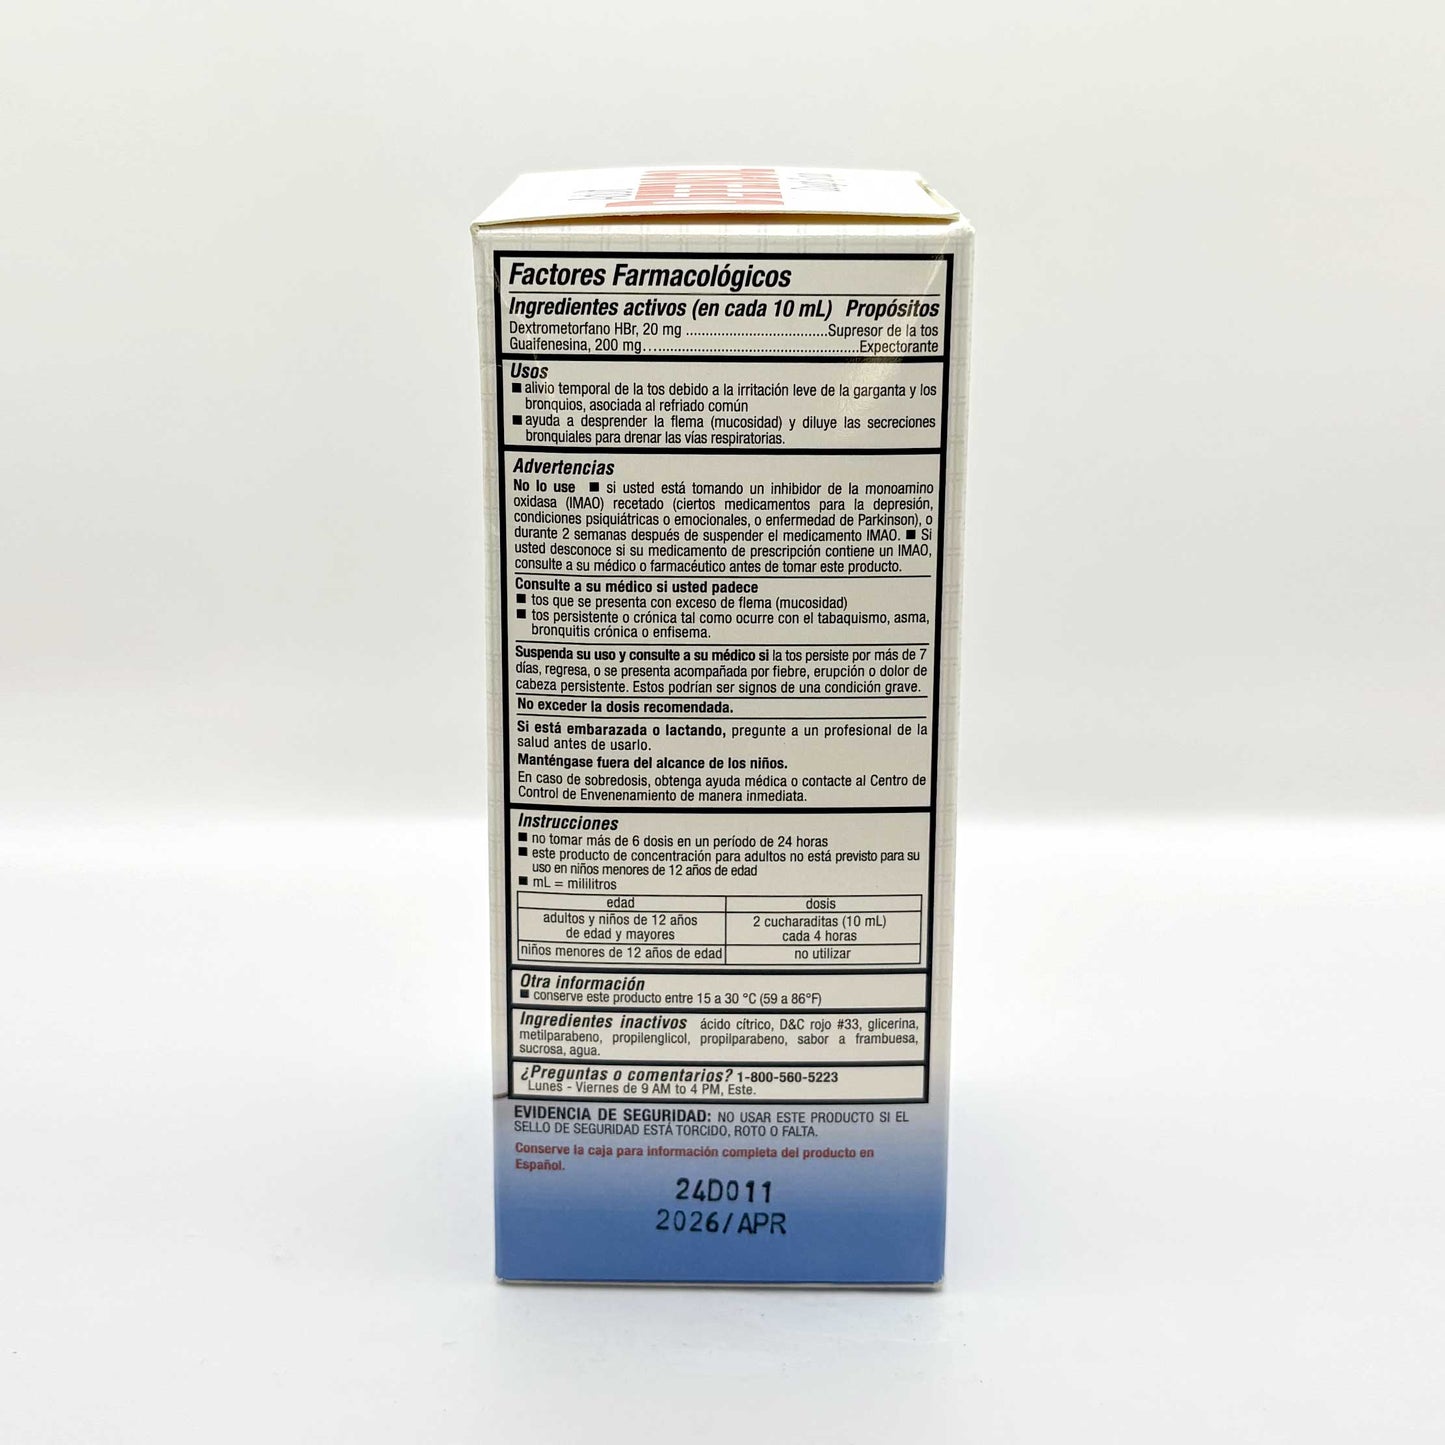 Factores Farmacológicos
Ingredientes activos (en cada 10 mL) Propósitos
Dextrometorfano HBr, 20 mg ....................................Supresor de la tos
Guaifenesina, 200 mg....................................................Expectorante
Usos
■ alivio temporal de la tos debido a la irritación leve de la garganta y los
bronquios, asociada al refriado común
■ ayuda a desprender la flema (mucosidad) y diluye las secreciones
bronquiales para drenar las vías respiratorias.
Advertencias
No lo use ■ si usted está tomando un inhibidor de la monoamino
oxidasa (IMAO) recetado (ciertos medicamentos para la depresión,
condiciones psiquiátricas o emocionales, o enfermedad de Parkinson), o
durante 2 semanas después de suspender el medicamento IMAO. ■ Si
usted desconoce si su medicamento de prescripción contiene un IMAO,
consulte a su médico o farmacéutico antes de tomar este producto.
Consulte a su médico si usted padece
■ tos que se presenta con exceso de flema (mucosidad)
■ tos persistente o crónica tal como ocurre con el tabaquismo, asma,
bronquitis crónica o enfisema.
Suspenda su uso y consulte a su médico si la tos persiste por más de 7
días, regresa, o se presenta acompañada por fiebre, erupción o dolor de
cabeza persistente. Estos podrían ser signos de una condición grave.
No exceder la dosis recomendada.
Si está embarazada o lactando, pregunte a un profesional de la
salud antes de usarlo.
Manténgase fuera del alcance de los niños.
En caso de sobredosis, obtenga ayuda médica o contacte al Centro de
Control de Envenenamiento de manera inmediata.
Instrucciones
■ no tomar más de 6 dosis en un período de 24 horas
■ este producto de concentración para adultos no está previsto para su
uso en niños menores de 12 años de edad
■ mL = mililitros
edad dosis
adultos y niños de 12 años 2 cucharaditas (10 mL)
de edad y mayores cada 4 horas
niños menores de 12 años de edad no utilizar
Otra información
■ conserve este producto entre 15 a 30 °C (59 a 86°F)
Ingredientes inactivos ácido cítrico, D&C rojo #33, glicerina,
metilparabeno, propilenglicol, propilparabeno, sabor a frambuesa,
sucrosa, agua.
¿Preguntas o comentarios? 1-800-560-5223
Lunes - Viernes de 9 AM to 4 PM, Este.
EVIDENCIA DE SEGURIDAD: NO USAR ESTE PRODUCTO SI EL
SELLO DE SEGURIDAD ESTÁ TORCIDO, ROTO O FALTA.
Conserve la caja para información completa del producto en
Español.
24D011
2026/APR